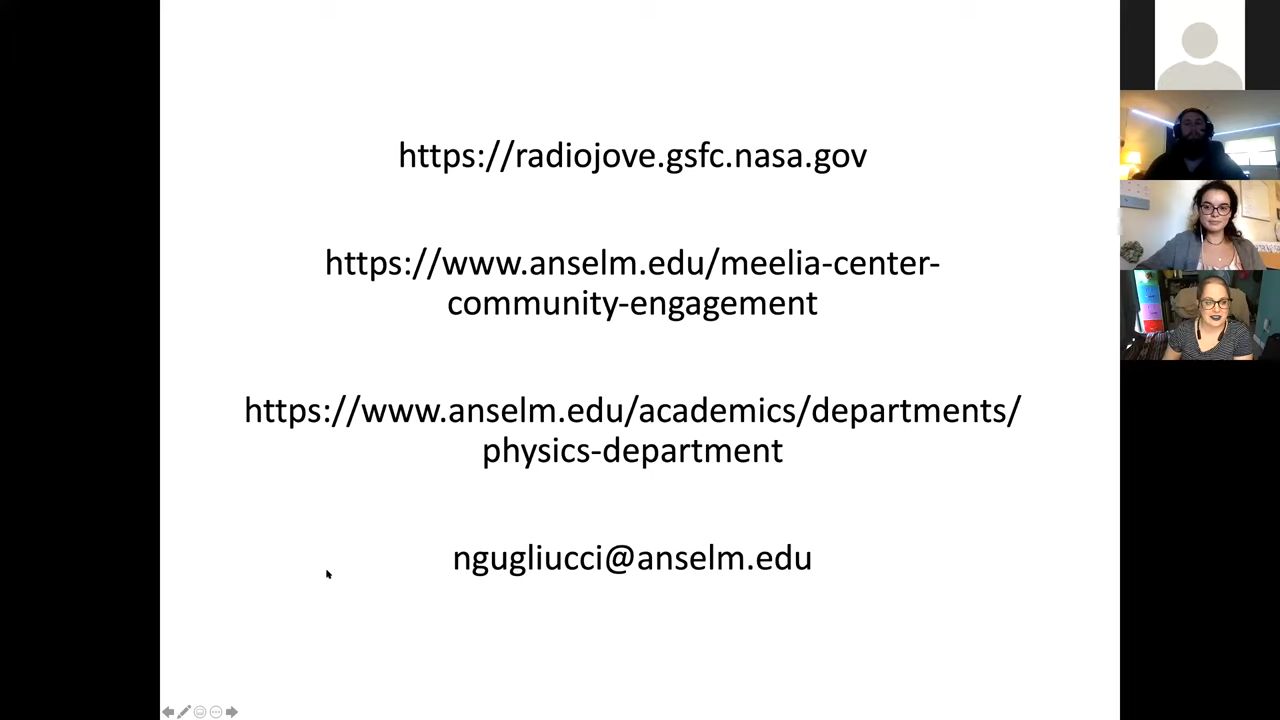 https://radiojove.gsfc.nasa.gov
https://www.anselm.edu/meelia-center-
community-engagement
https://www.anselm.edu/academics/departments/
physics-department
ngugliucci@anselm.edu